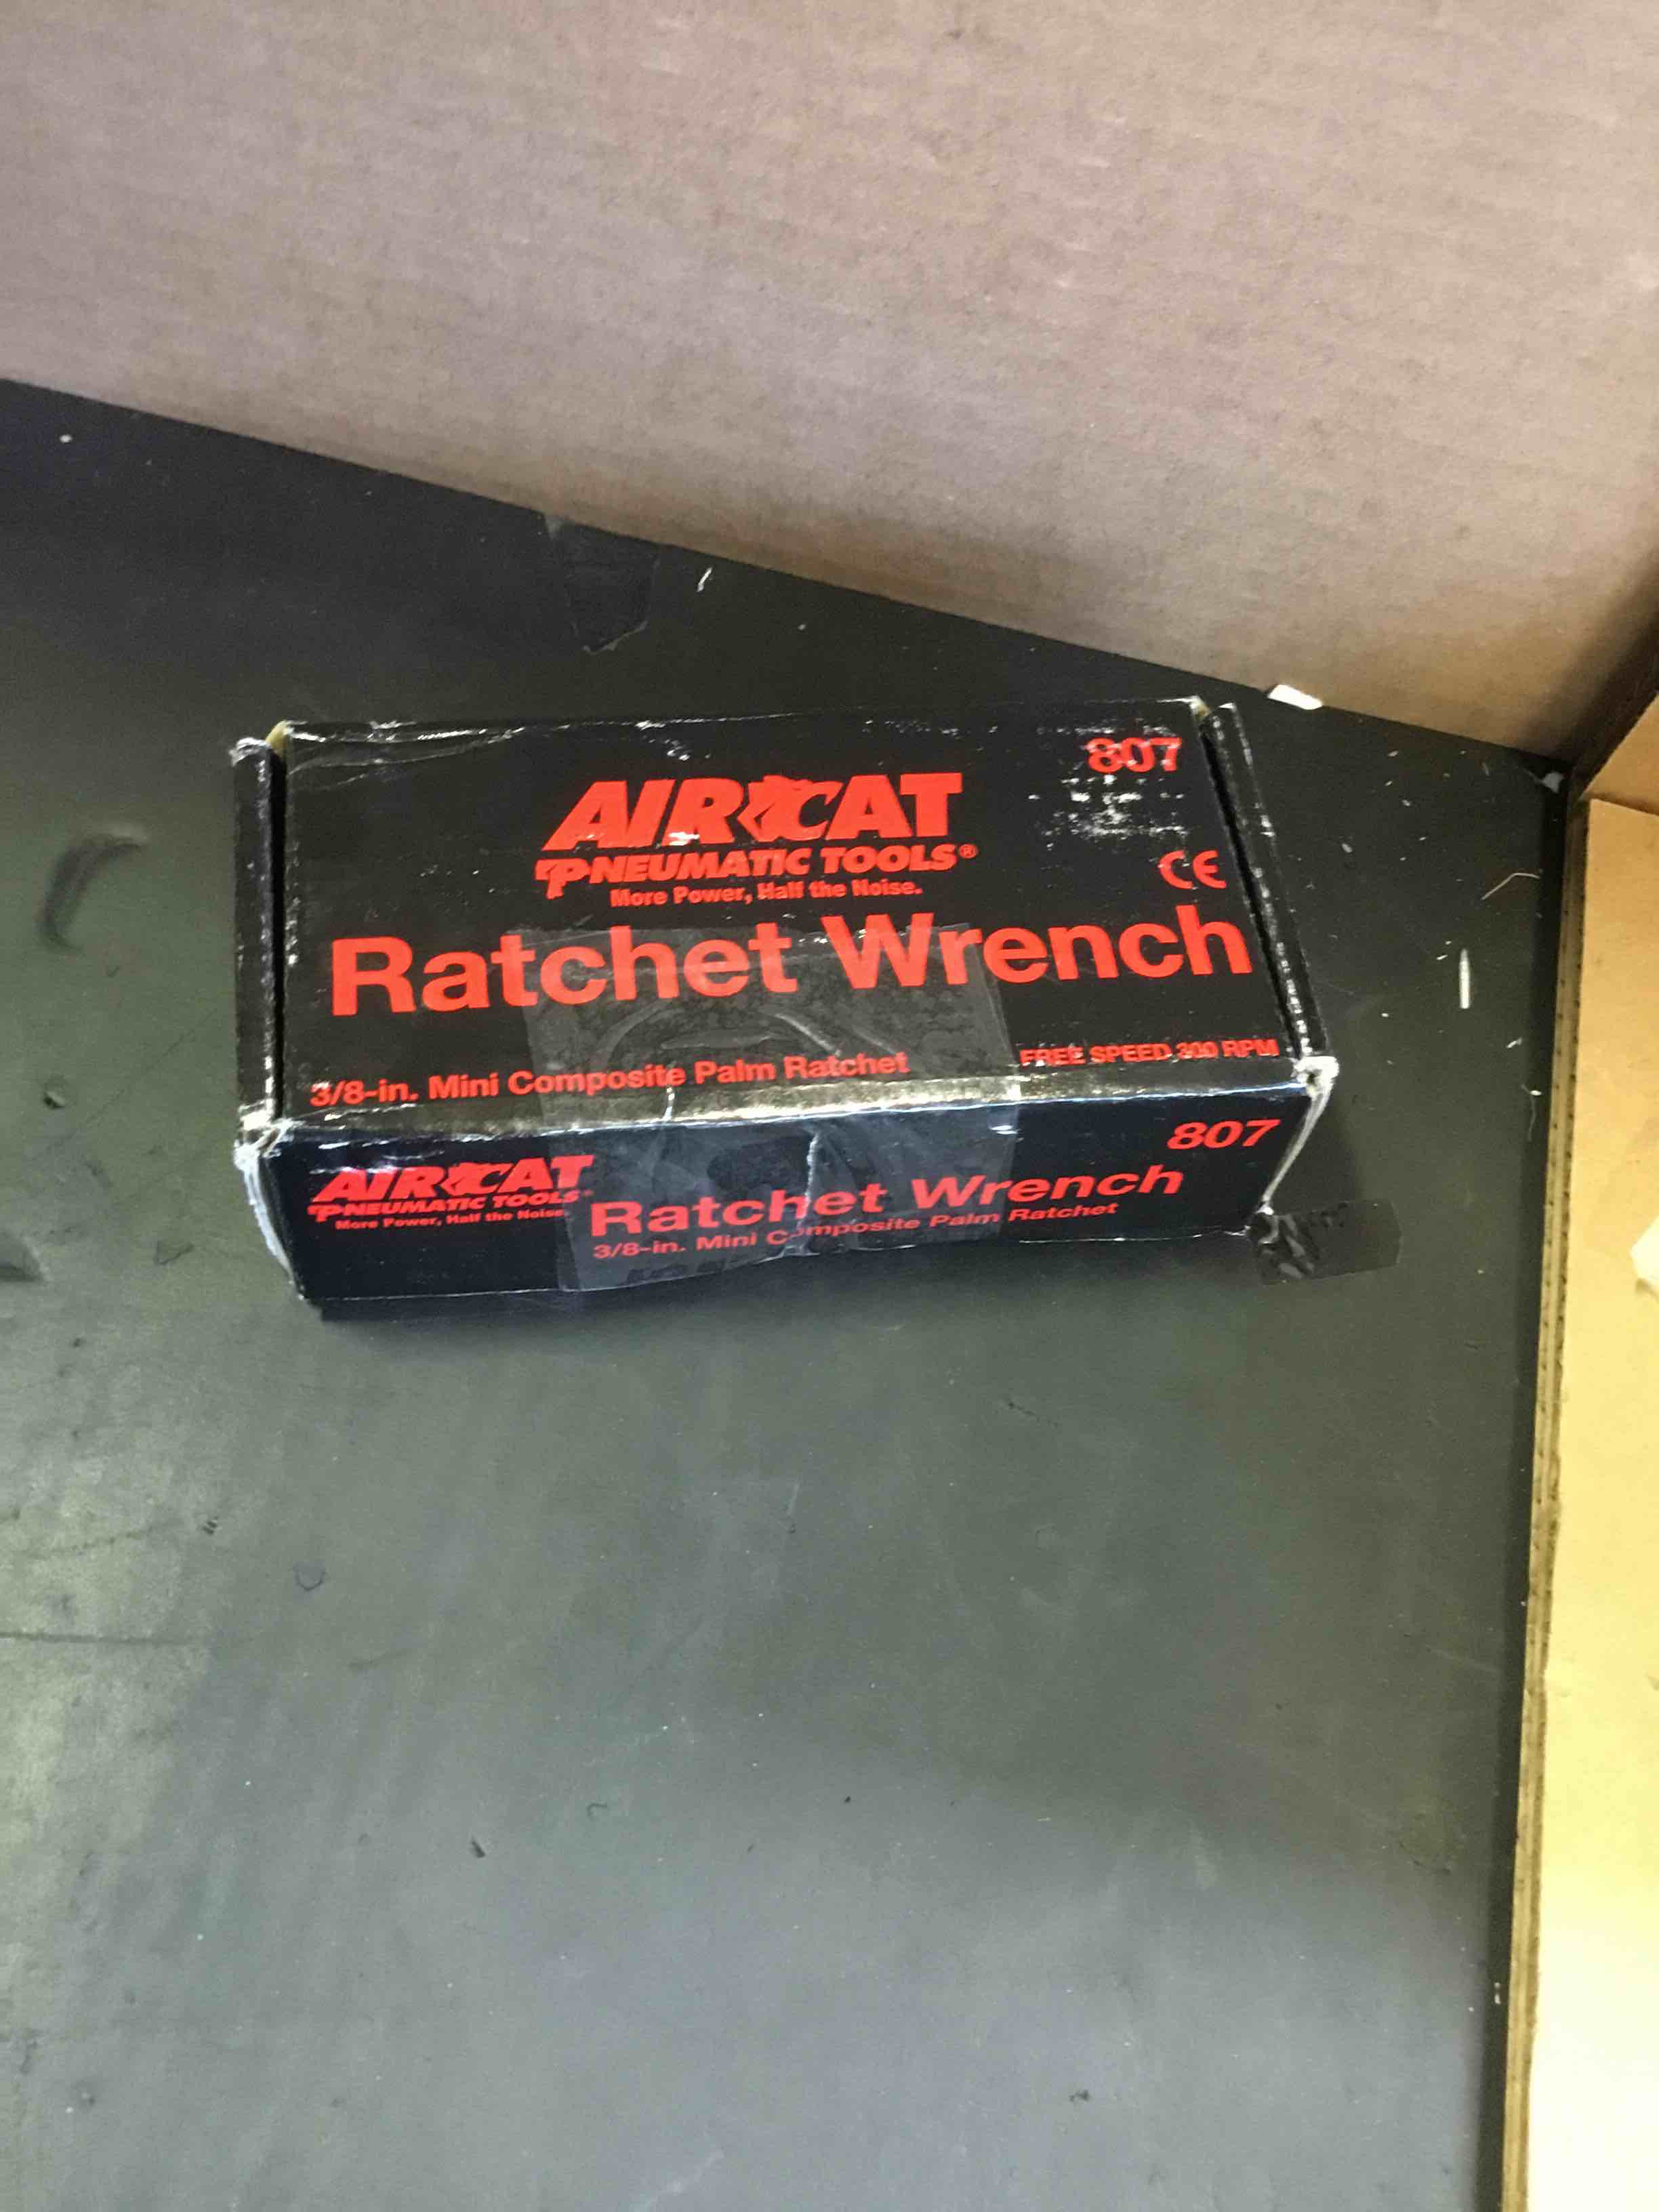 807
AIRCAT
PNEUMATIC TOOLS®
More Power, Half the Noise.
CE
Ratchet Wrench
3/8-in. Mini Composite Palm Ratchet
FREE SPEED 300 RPM
807
AIRCAT
PNEUMATIC TOOLS®
More Power, Half the Noise.
Ratchet Wrench
3/8-in. Mini Composite Palm Ratchet